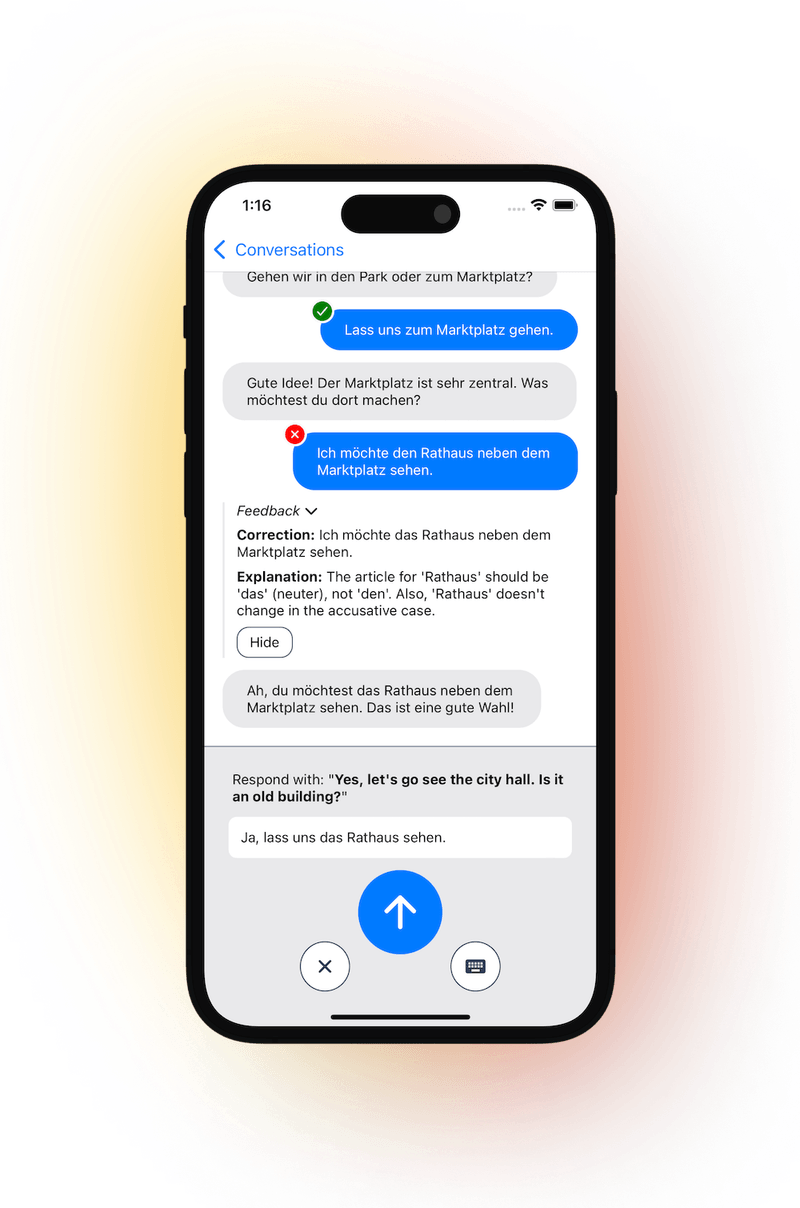 1:16
Conversations
Gehen wir in den Park oder zum Marktplatz?
Lass uns zum Marktplatz gehen.
Gute Idee! Der Marktplatz ist sehr zentral. Was
möchtest du dort machen?
Ich möchte den Rathaus neben dem
Marktplatz sehen.
Feedback
Correction: Ich möchte das Rathaus neben dem
Marktplatz sehen.
Explanation: The article for 'Rathaus' should be
'das' (neuter), not 'den'. Also, 'Rathaus' doesn't
change in the accusative case.
Hide
Ah, du möchtest das Rathaus neben dem
Marktplatz sehen. Das ist eine gute Wahl!
Respond with: "Yes, let's go see the city hall. Is it
an old building?"
Ja, lass uns das Rathaus sehen.